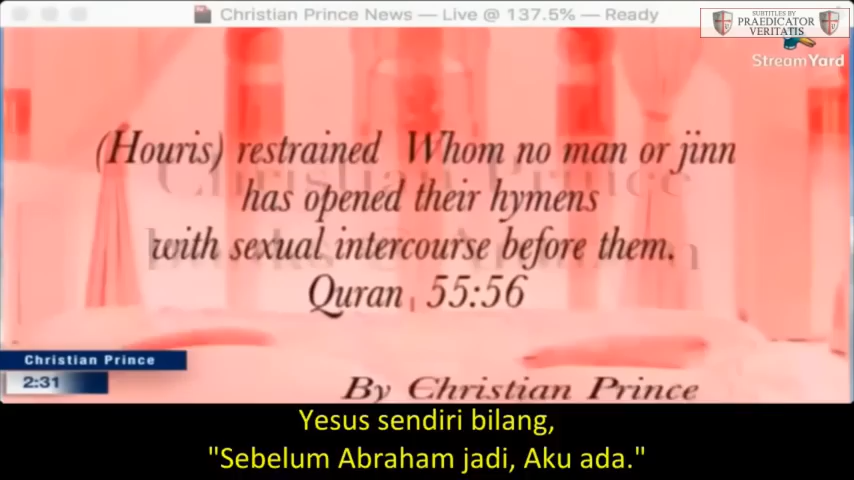 Christian Prince News — Live @ 137.5% — Ready
SUBTITLES BY
PRAEDICATOR
VERITATIS
StreamYard
(Houris) restrained Whom no man or jinn
has opened their hymens
with sexual intercourse before them.
Quran 55:56
Christian Prince
2:31
By Christian Prince
Yesus sendiri bilang,
"Sebelum Abraham jadi, Aku ada."